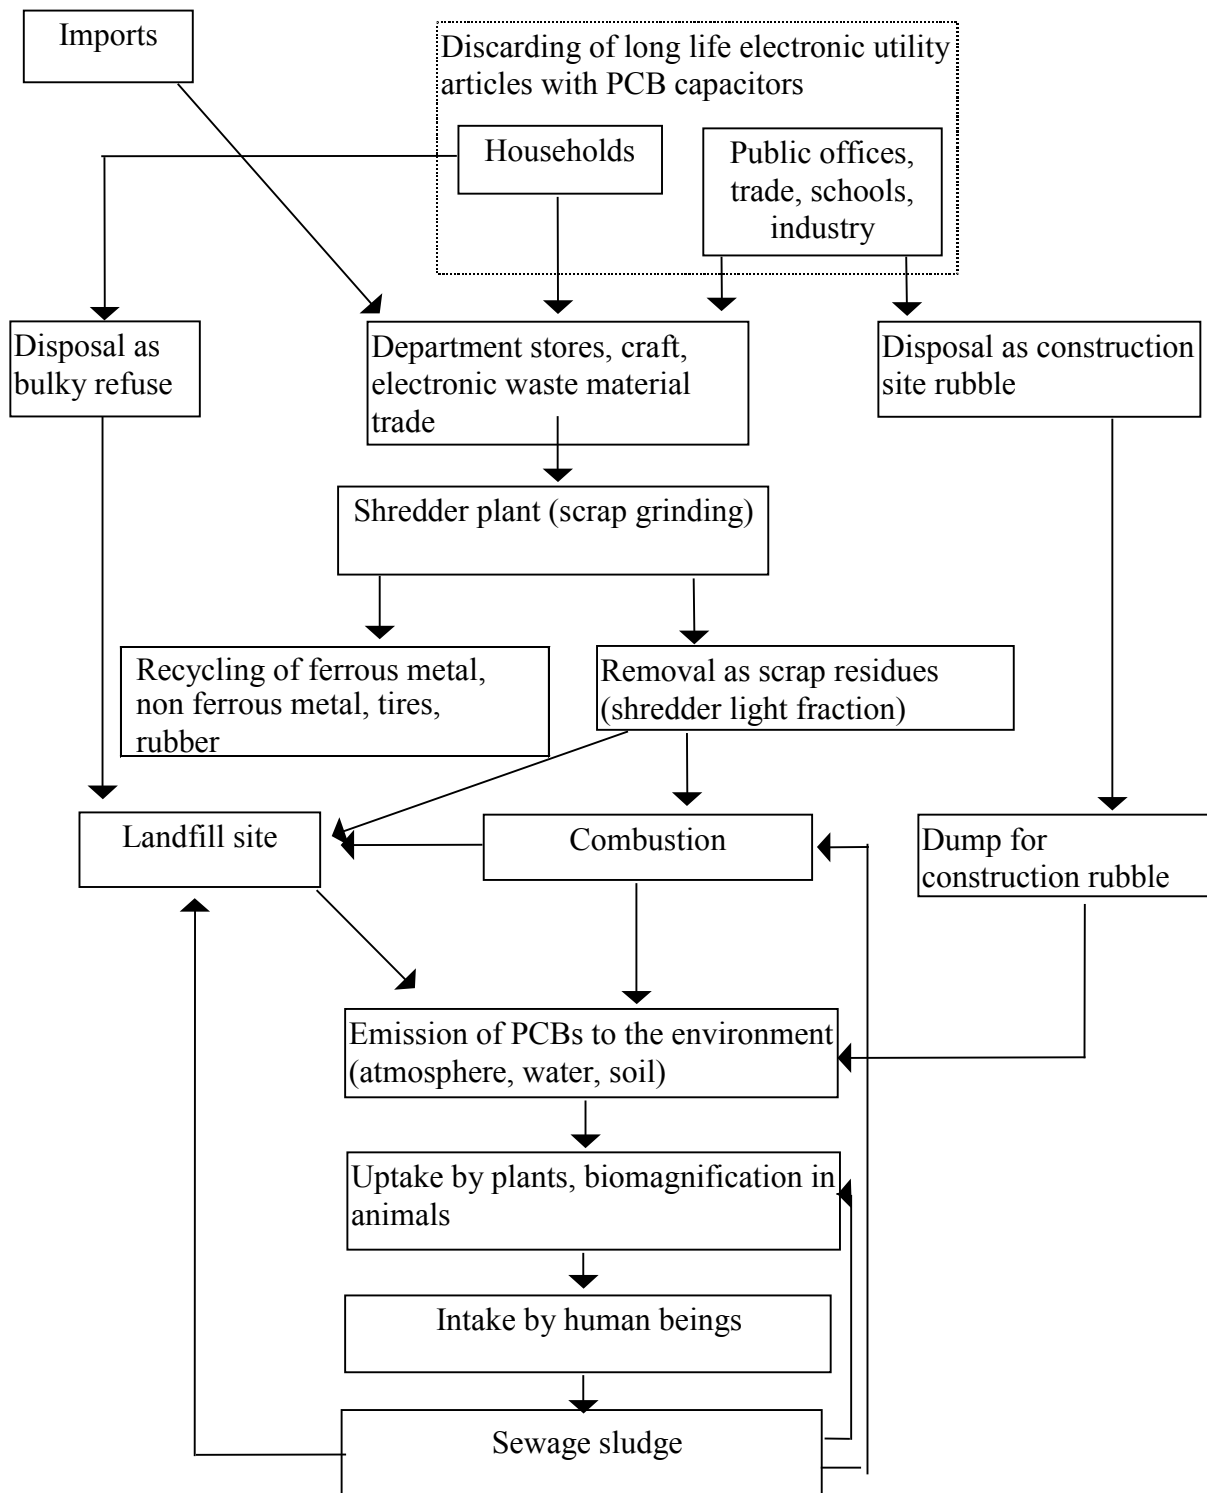 Imports
Discarding of long life electronic utility
articles with PCB capacitors
Households
Public offices,
trade, schools,
industry
Disposal as
bulky refuse
Department stores, craft,
electronic waste material
trade
Disposal as construction
site rubble
Shredder plant (scrap grinding)
Recycling of ferrous metal,
non ferrous metal, tires,
rubber
Removal as scrap residues
(shredder light fraction)
Landfill site
Combustion
Dump for
construction rubble
Emission of PCBs to the environment
(atmosphere, water, soil)
Uptake by plants, biomagnification in
animals
Intake by human beings
Sewage sludge